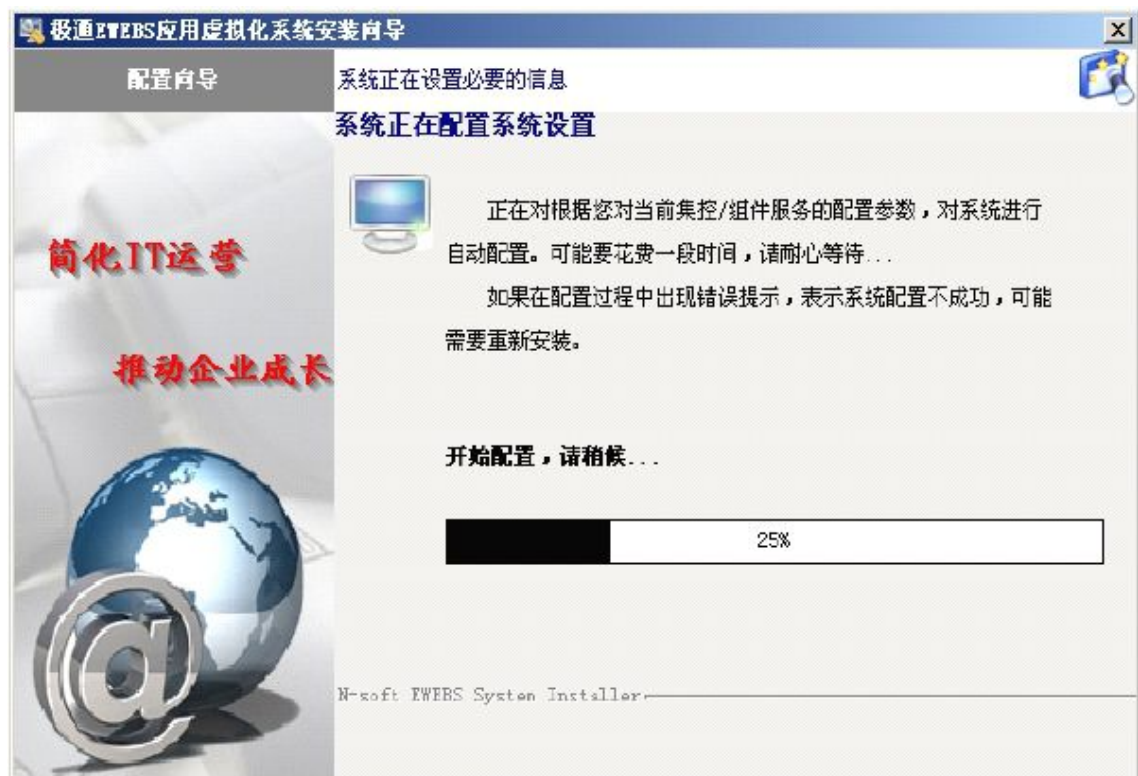 极通EWEBS应用虚拟化系统安装向导
配置向导
系统正在设置必要的信息
系统正在配置系统设置
正在对根据您对当前集控/组件服务的配置参数，对系统进行
自动配置。可能要花费一段时间，请耐心等待...
如果在配置过程中出现错误提示，表示系统配置不成功，可能
需要重新安装。
简化IT运营
推动企业成长
开始配置，请稍候...
25%
N-soft EWEBS System Installer
@